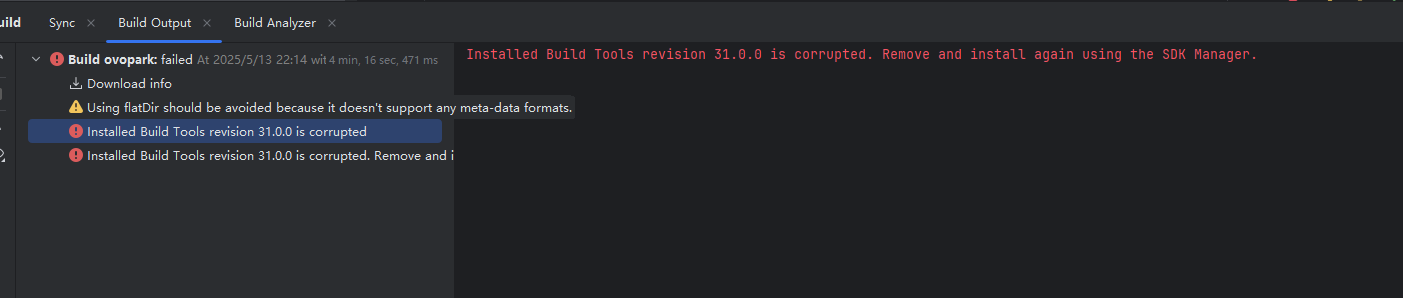 uild Sync Build Output Build Analyzer
Build ovopark: failed At 2025/5/13 22:14 wit 4 min, 16 sec, 471 ms
Installed Build Tools revision 31.0.0 is corrupted. Remove and install again using the SDK Manager.
Download info
Using flatDir should be avoided because it doesn't support any meta-data formats.
Installed Build Tools revision 31.0.0 is corrupted
Installed Build Tools revision 31.0.0 is corrupted. Remove and i